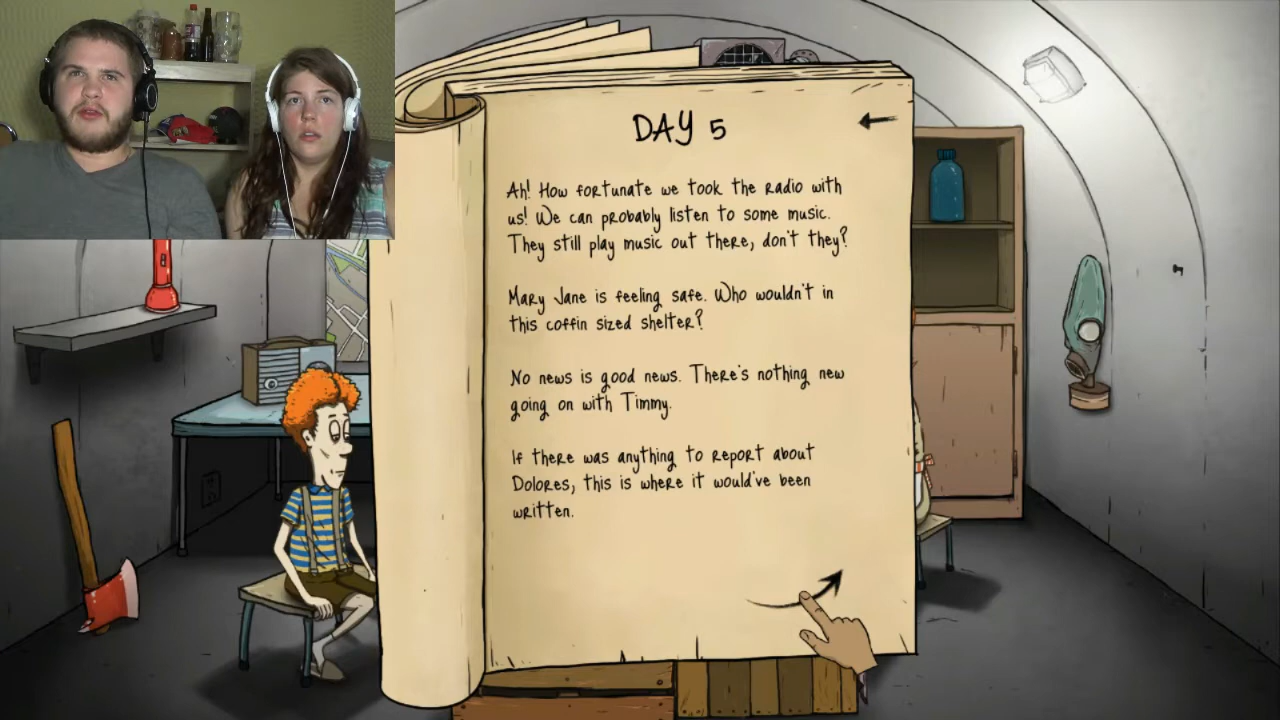 DAY 5
Ah! How fortunate we took the radio with
us! We can probably listen to some music.
They still play music out there, don't they?
Mary Jane is feeling safe. Who wouldn't in
this coffin sized shelter?
No news is good news. There's nothing new
going on with Timmy.
If there was anything to report about
Dolores, this is where it would've been
written.